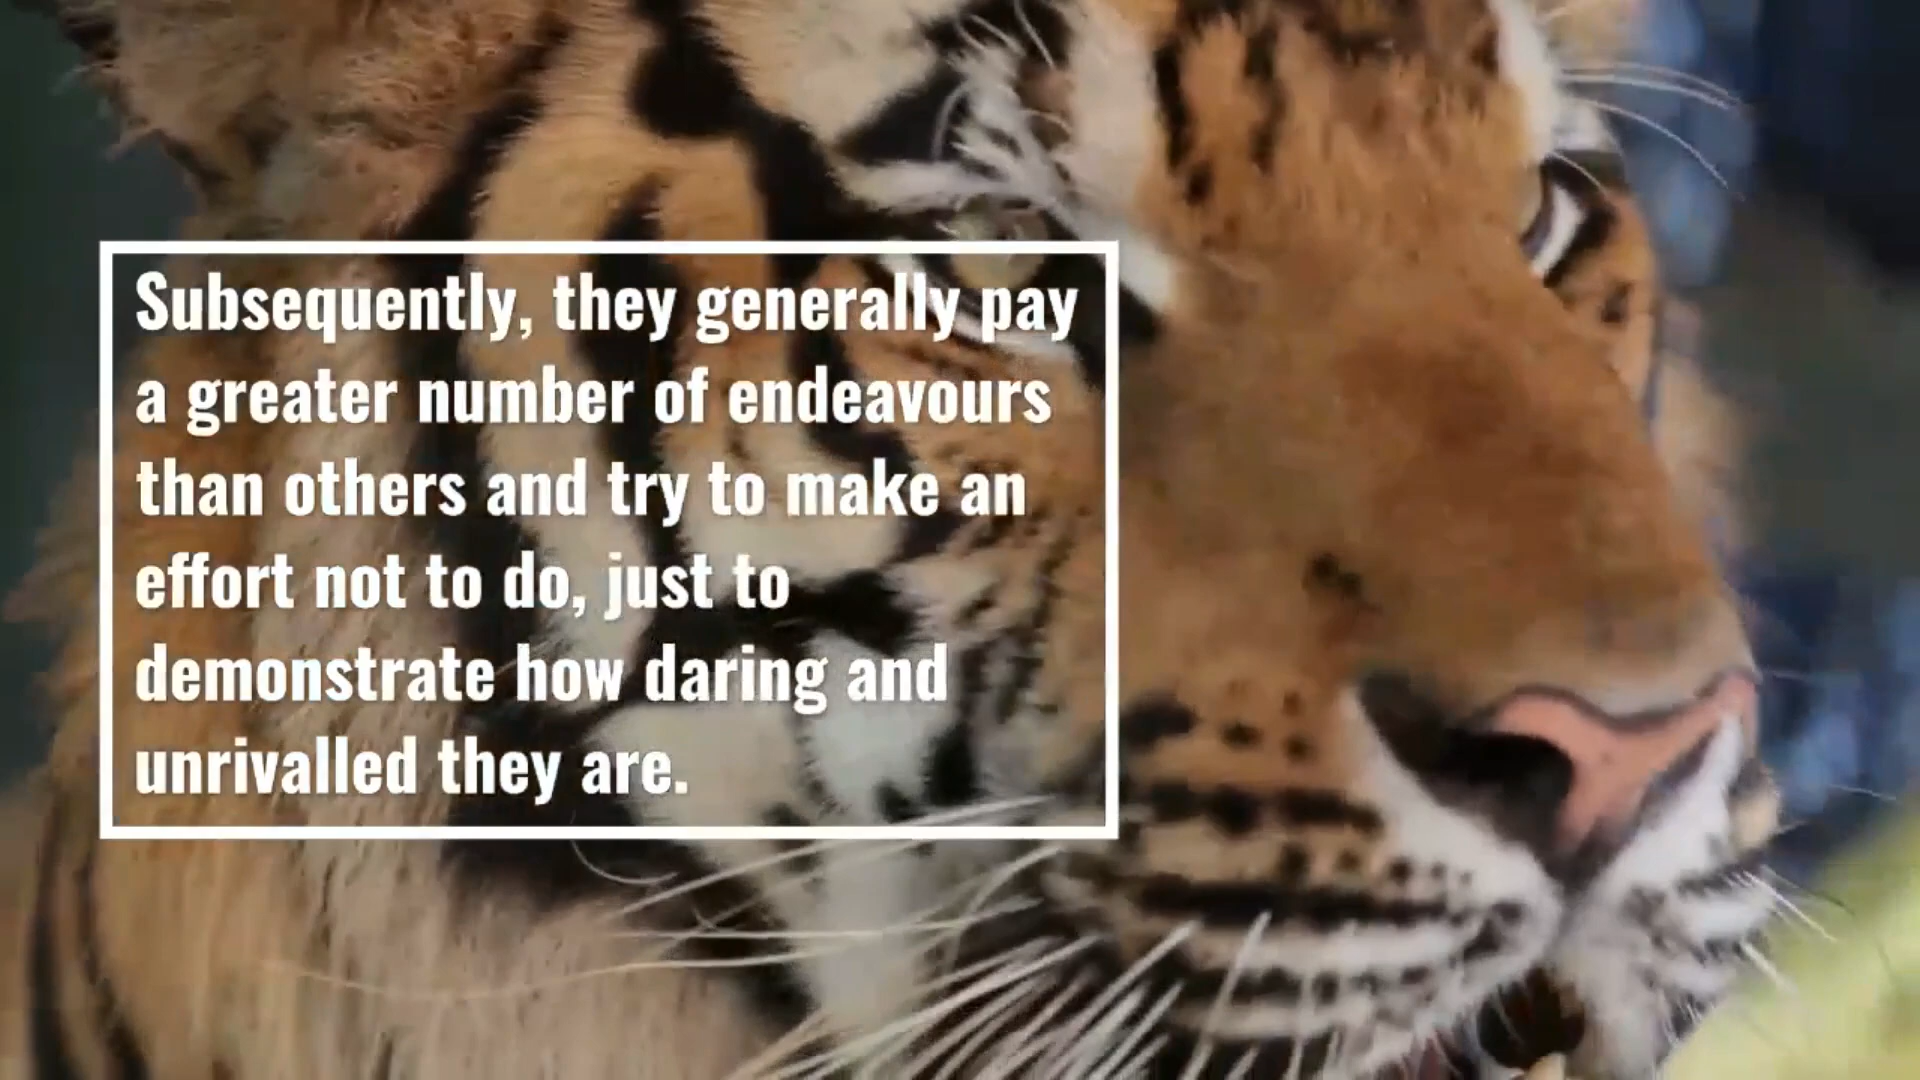 Subsequently, they generally pay
a greater number of endeavours
than others and try to make an
effort not to do, just to
demonstrate how daring and
unrivalled they are.